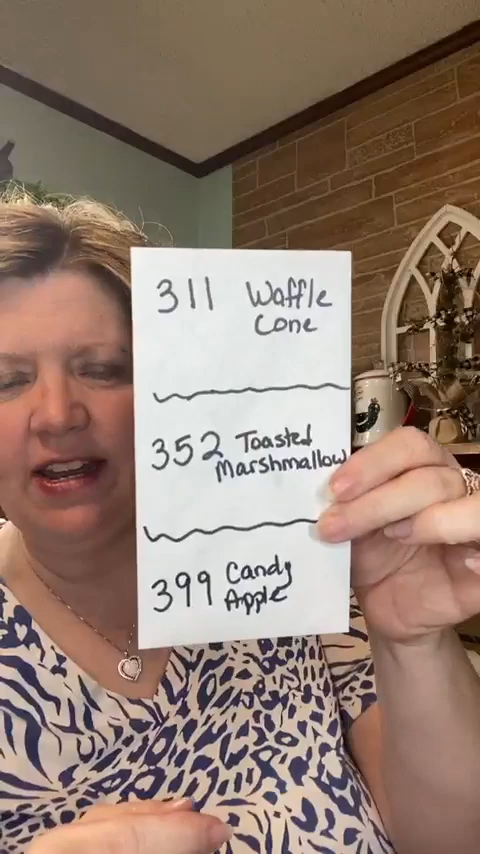 311 Waffle
Cone
352 Toasted
Marshmallow
399 Candy
Apple